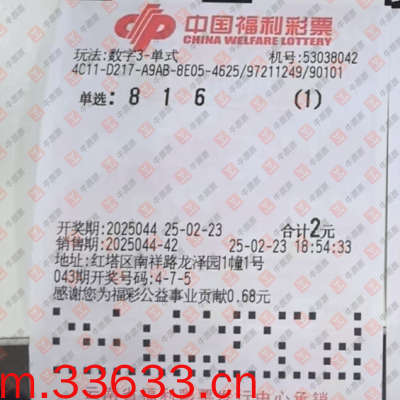 中国福利彩票
CHINA WELFARE LOTTERY
玩法:数字3-单式 机号:53038042
4C11-D217-A9AB-8E05-4625/97211249/90101
单选: 8 1 6 (1)
开奖期:2025044 25-02-23 合计2元
销售期:2025044-42 25-02-23 18:54:33
地址:红塔区南祥路龙泽园1幢1号
043期开奖号码:4-7-5
感谢您为福彩公益事业贡献0.68元
m.33633.cn